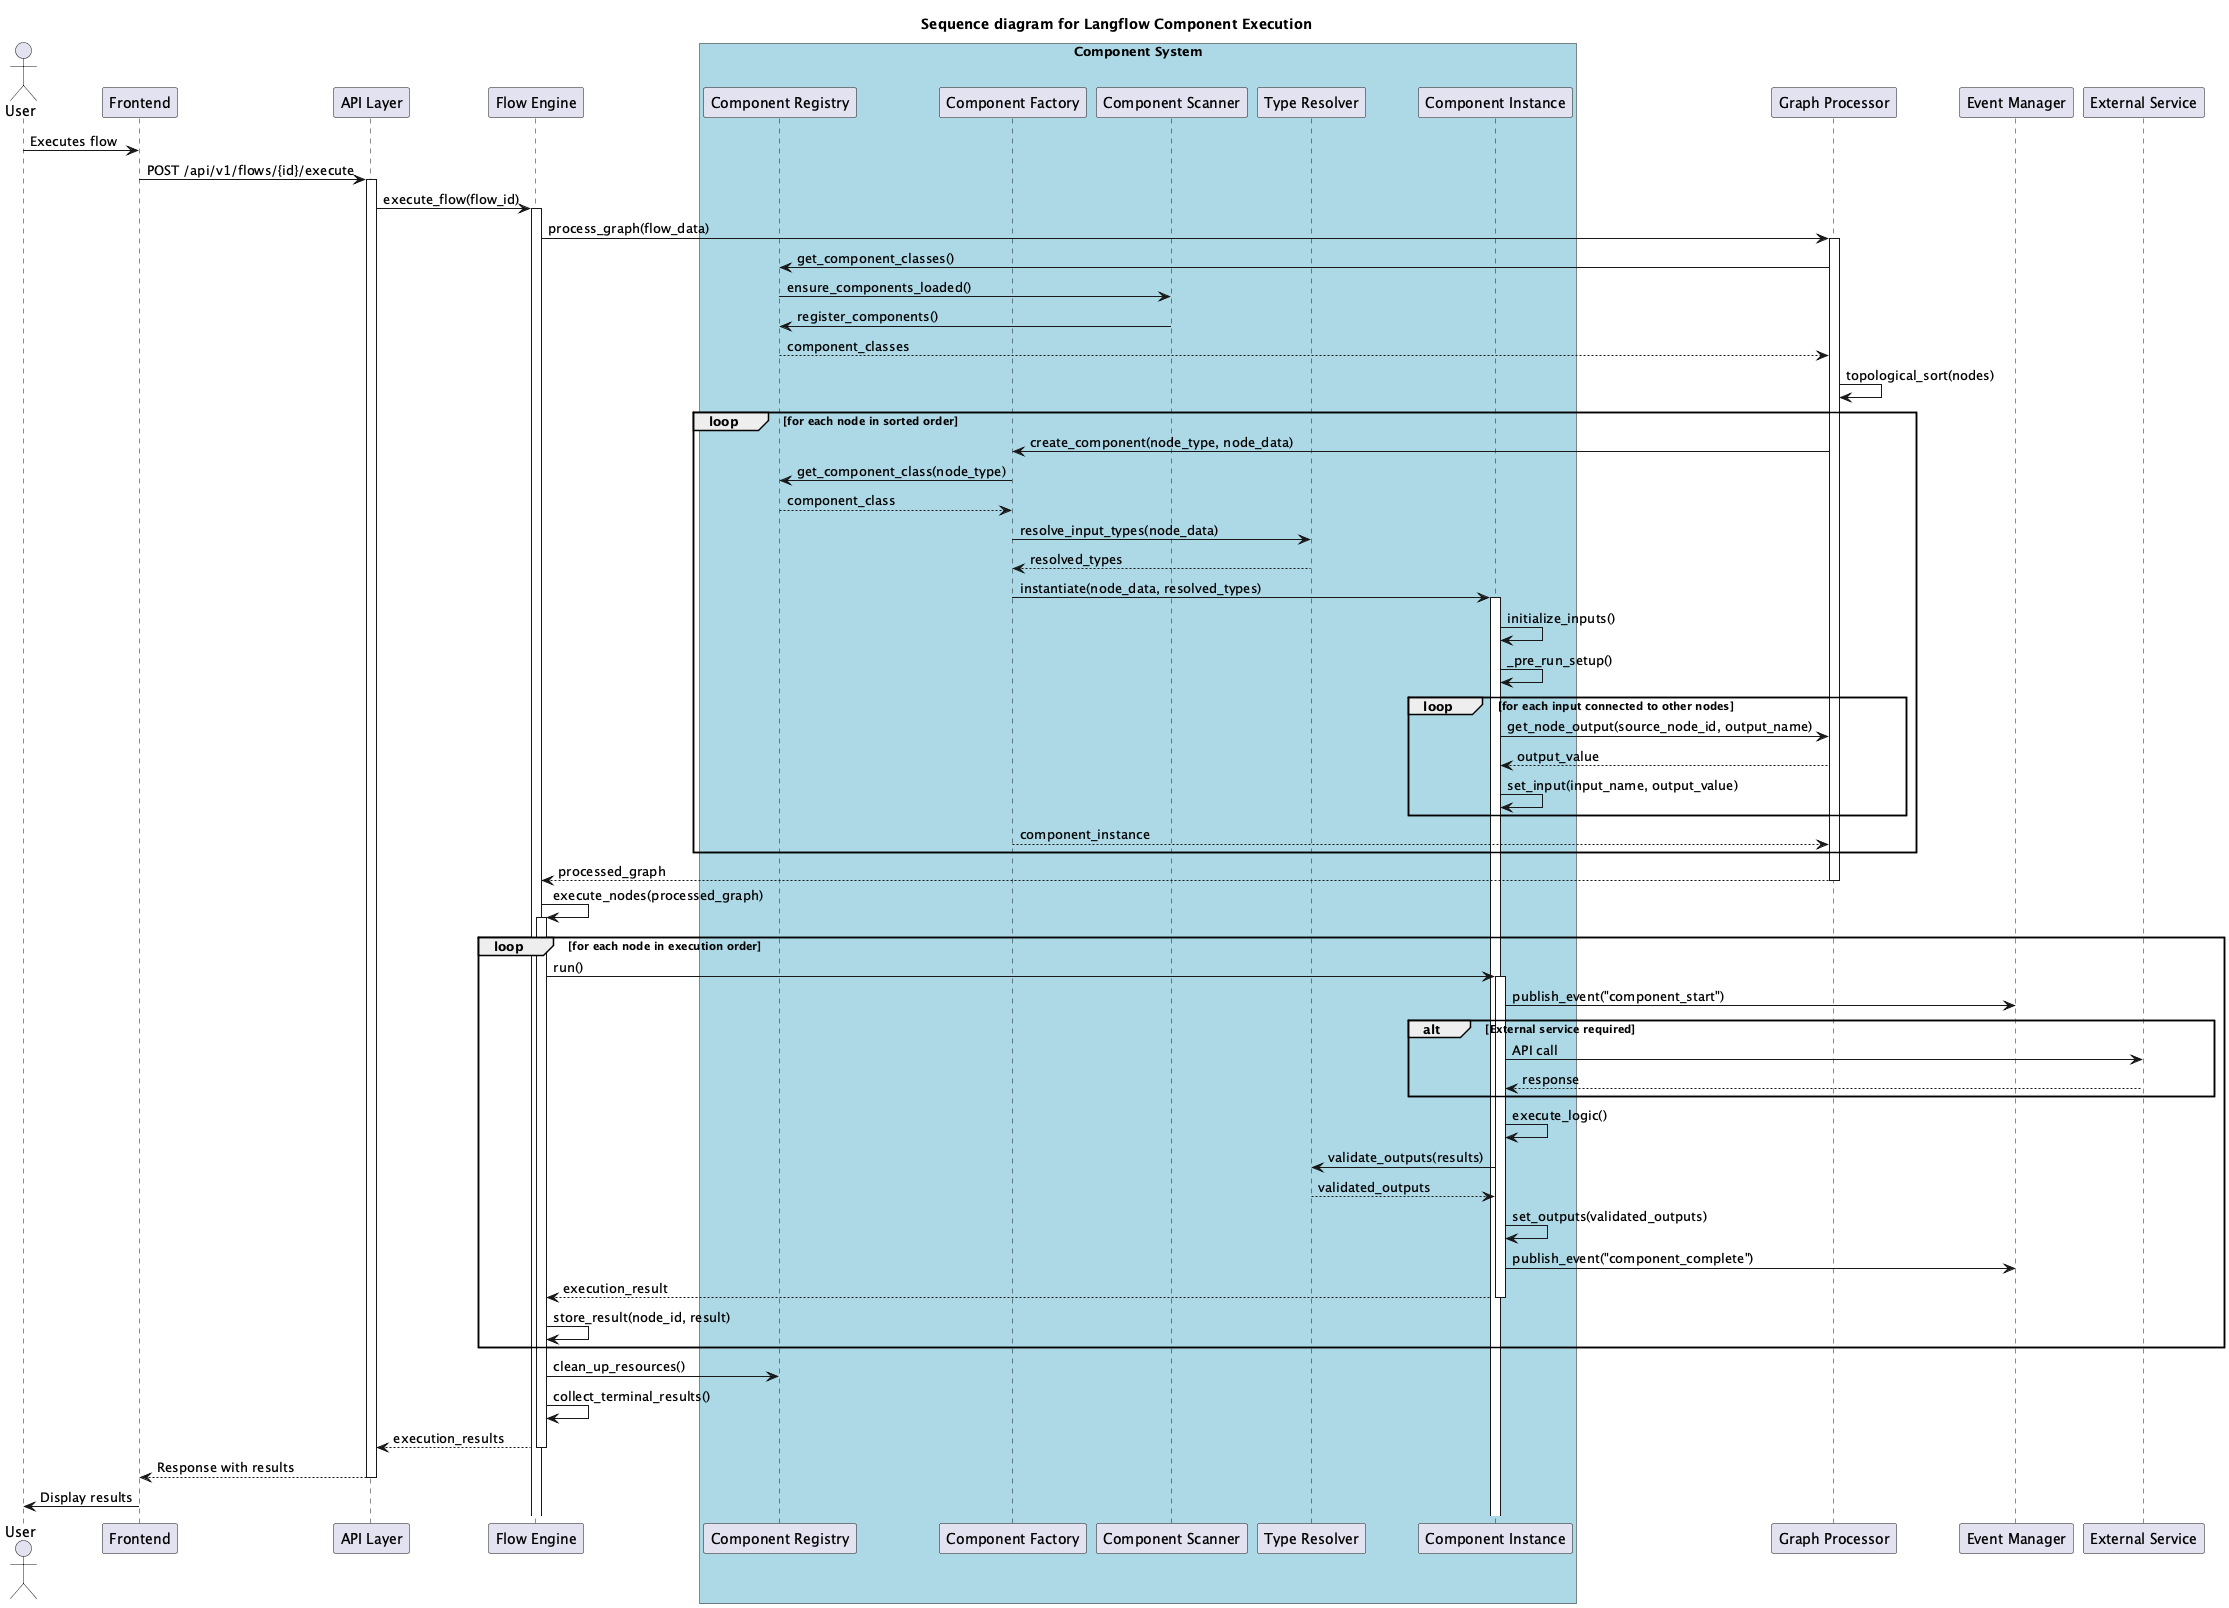 Sequence diagram for Langflow Component Execution
Component System
User
Frontend
API Layer
Flow Engine
Component Registry
Component Factory
Component Scanner
Type Resolver
Component Instance
Graph Processor
Event Manager
External Service
Executes flow
POST /api/v1/flows/{id}/execute
execute_flow(flow_id)
process_graph(flow_data)
get_component_classes()
ensure_components_loaded()
register_components()
component_classes
topological_sort(nodes)
loop [for each node in sorted order]
create_component(node_type, node_data)
get_component_class(node_type)
component_class
resolve_input_types(node_data)
resolved_types
instantiate(node_data, resolved_types)
initialize_inputs()
_pre_run_setup()
loop [for each input connected to other nodes]
get_node_output(source_node_id, output_name)
output_value
set_input(input_name, output_value)
component_instance
processed_graph
execute_nodes(processed_graph)
loop [for each node in execution order]
run()
publish_event("component_start")
alt [External service required]
API call
response
execute_logic()
validate_outputs(results)
validated_outputs
set_outputs(validated_outputs)
publish_event("component_complete")
execution_result
store_result(node_id, result)
clean_up_resources()
collect_terminal_results()
execution_results
Response with results
Display results
User
Frontend
API Layer
Flow Engine
Component Registry
Component Factory
Component Scanner
Type Resolver
Component Instance
Graph Processor
Event Manager
External Service